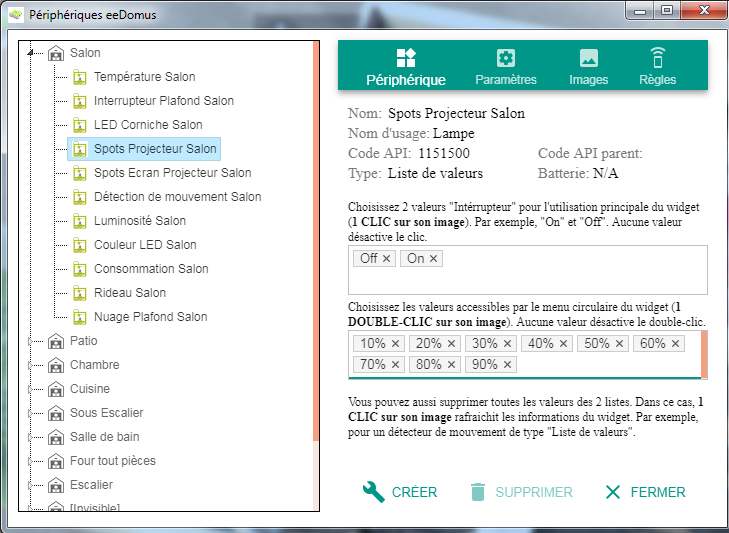 Périphériques eeDomus
Salon
Température Salon
Interrupteur Plafond Salon
LED Corniche Salon
Spots Projecteur Salon
Spots Ecran Projecteur Salon
Détection de mouvement Salon
Luminosité Salon
Couleur LED Salon
Consommation Salon
Rideau Salon
Nuage Plafond Salon
Patio
Chambre
Cuisine
Sous Escalier
Salle de bain
Four tout pièces
Escalier
[Invisible]
Périphérique Paramètres Images Règles
Nom: Spots Projecteur Salon
Nom d'usage: Lampe
Code API: 1151500 Code API parent:
Type: Liste de valeurs Batterie: N/A
Choisissez 2 valeurs "Intérrupteur" pour l'utilisation principale du widget
(1 CLIC sur son image). Par exemple, "On" et "Off". Aucune valeur
désactive le clic.
Off × On ×
Choisissez les valeurs accessibles par le menu circulaire du widget (1
DOUBLE-CLIC sur son image). Aucune valeur désactive le double-clic.
10% × 20% × 30% × 40% × 50% × 60% ×
70% × 80% × 90% ×
Vous pouvez aussi supprimer toutes les valeurs des 2 listes. Dans ce cas, 1
CLIC sur son image rafraichit les informations du widget. Par exemple,
pour un détecteur de mouvement de type "Liste de valeurs".
CRÉER SUPPRIMER FERMER